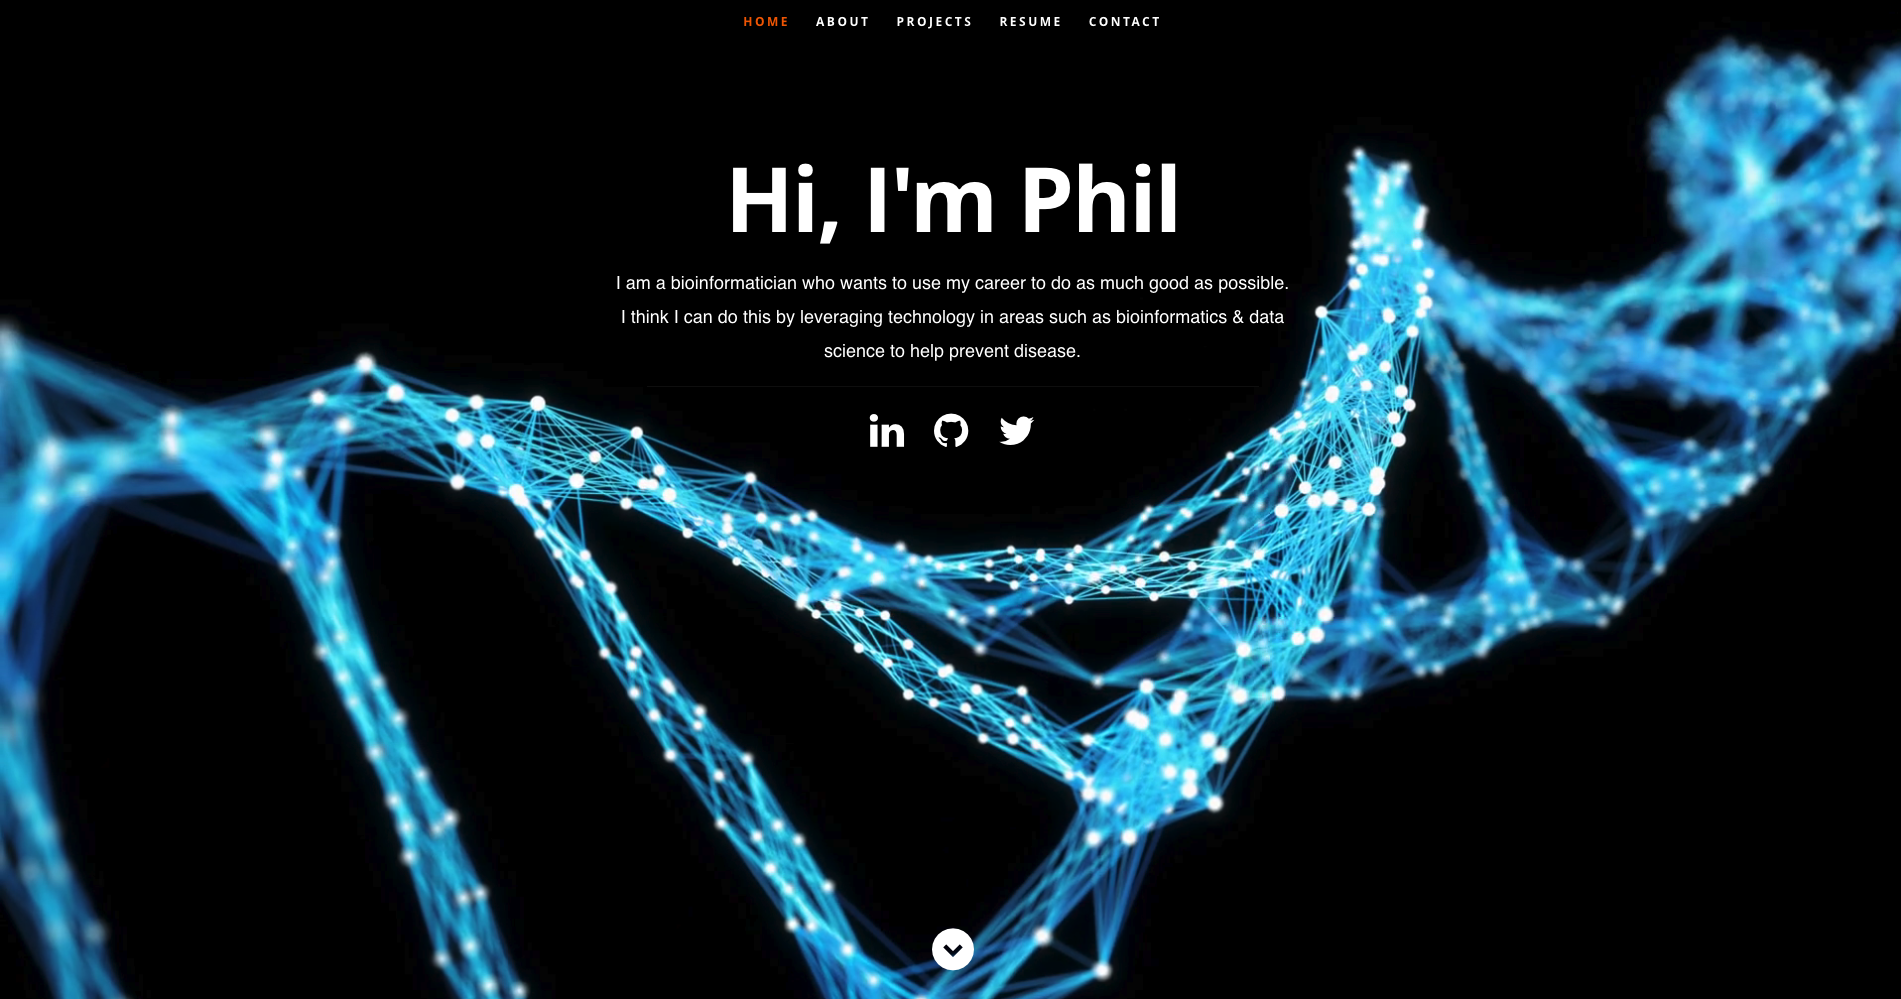 HOME ABOUT PROJECTS RESUME CONTACT
Hi, I'm Phil
I am a bioinformatician who wants to use my career to do as much good as possible.
I think I can do this by leveraging technology in areas such as bioinformatics & data
science to help prevent disease.
in